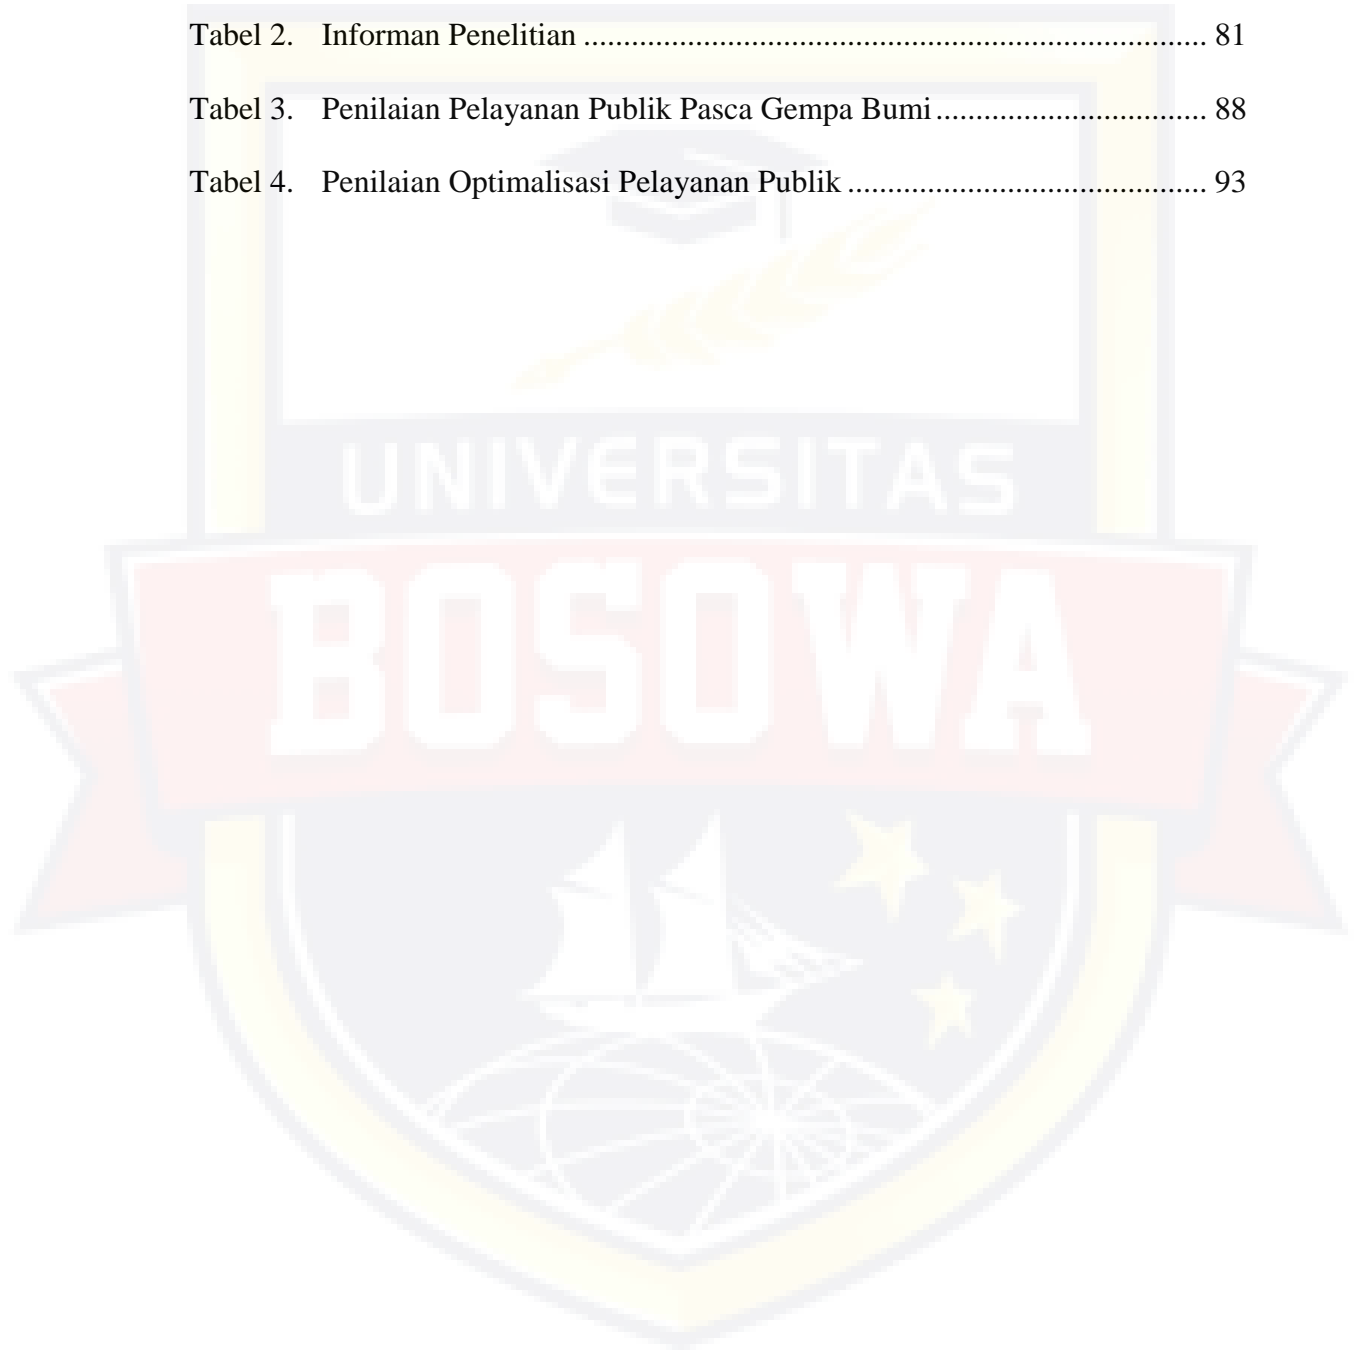 Tabel 2. Informan Penelitian .............................................................................. 81
Tabel 3. Penilaian Pelayanan Publik Pasca Gempa Bumi .................................. 88
Tabel 4. Penilaian Optimalisasi Pelayanan Publik ............................................. 93
UNIVERSITAS
BOSOWA